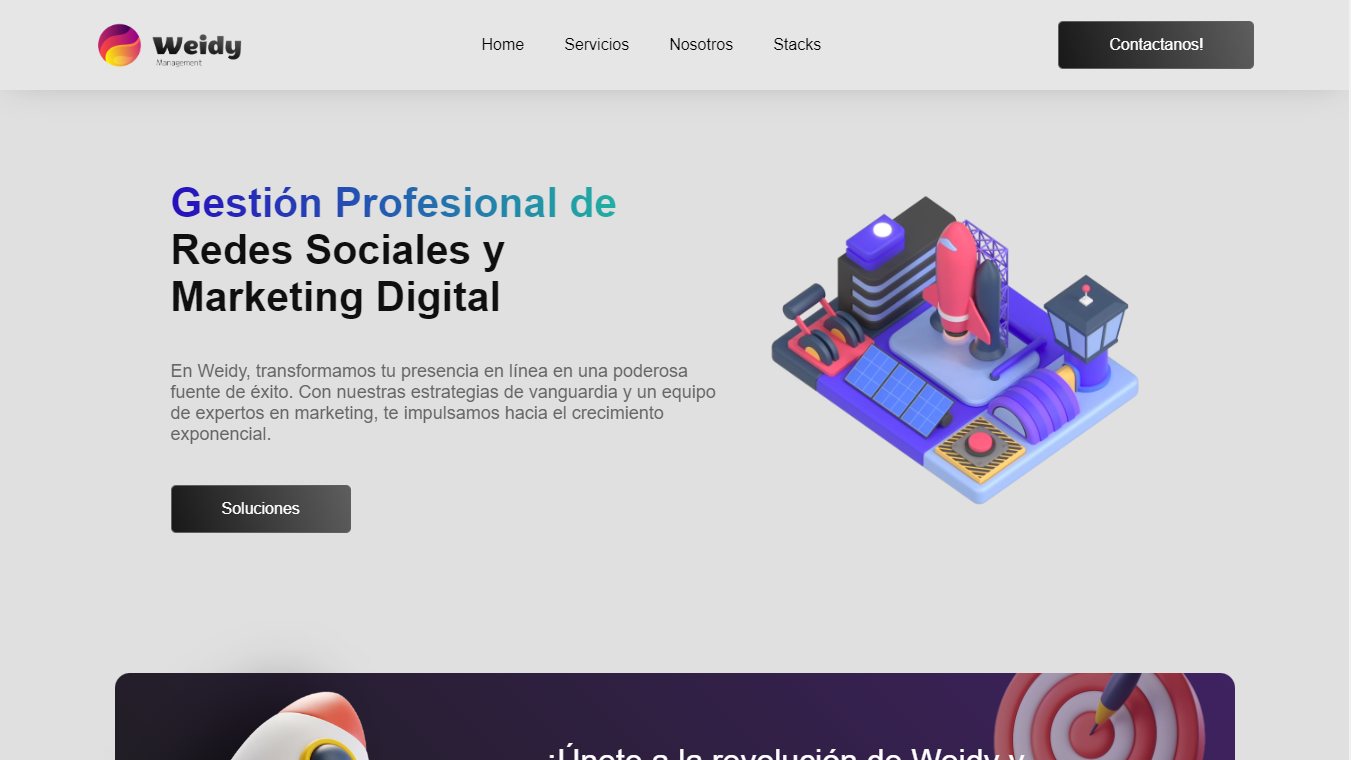 Weidy
Management
Home
Servicios
Nosotros
Stacks
Contactanos!
Gestión Profesional de
Redes Sociales y
Marketing Digital
En Weidy, transformamos tu presencia en línea en una poderosa
fuente de éxito. Con nuestras estrategias de vanguardia y un equipo
de expertos en marketing, te impulsamos hacia el crecimiento
exponencial.
Soluciones
¡Únete a la revolución de Weidy y